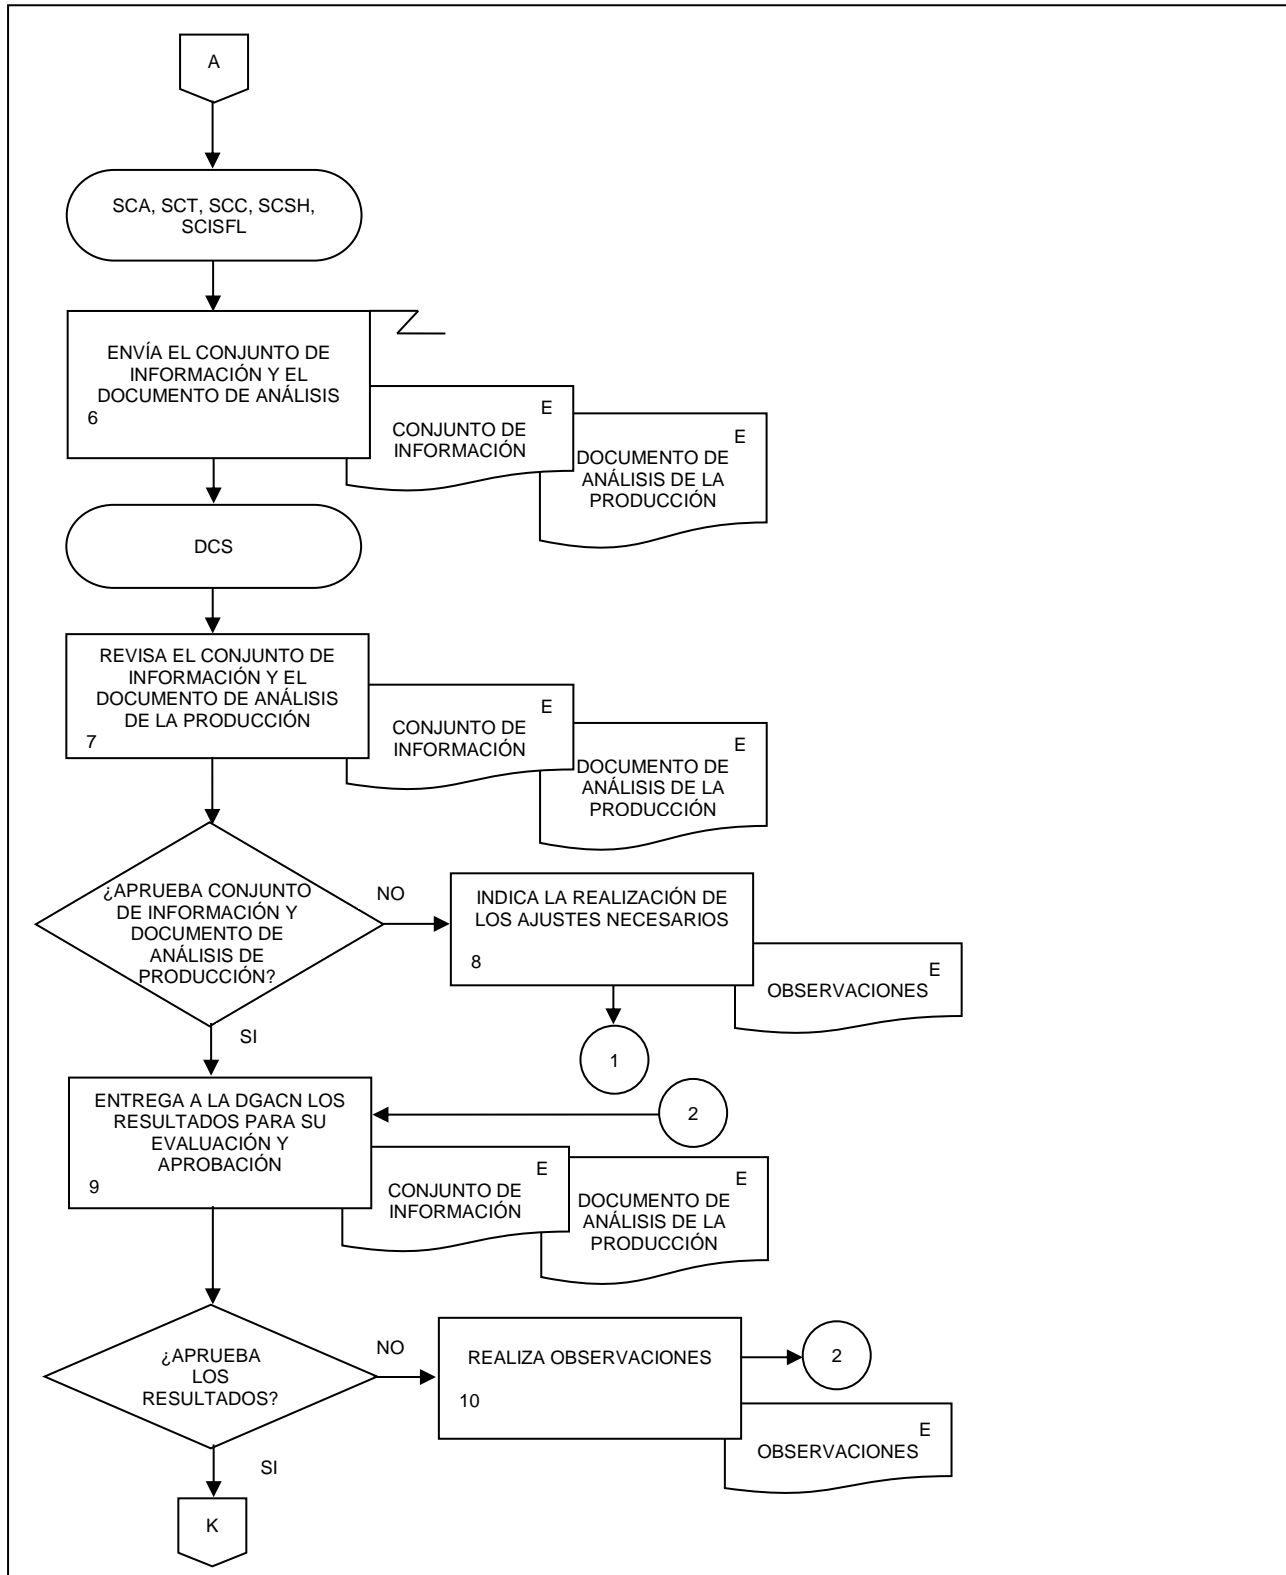 A
SCA, SCT, SCC, SCSH,
SCISFL
ENVÍA EL CONJUNTO DE
INFORMACIÓN Y EL
DOCUMENTO DE ANÁLISIS
6
E
CONJUNTO DE
INFORMACIÓN
E
DOCUMENTO DE
ANÁLISIS DE LA
PRODUCCIÓN
DCS
REVISA EL CONJUNTO DE
INFORMACIÓN Y EL
DOCUMENTO DE ANÁLISIS
DE LA PRODUCCIÓN
7
E
CONJUNTO DE
INFORMACIÓN
E
DOCUMENTO DE
ANÁLISIS DE LA
PRODUCCIÓN
¿APRUEBA CONJUNTO
DE INFORMACIÓN Y
DOCUMENTO DE
ANÁLISIS DE
PRODUCCIÓN?
NO
INDICA LA REALIZACIÓN DE
LOS AJUSTES NECESARIOS
8
E
OBSERVACIONES
1
SI
ENTREGA A LA DGACN LOS
RESULTADOS PARA SU
EVALUACIÓN Y
APROBACIÓN
9
2
E
CONJUNTO DE
INFORMACIÓN
E
DOCUMENTO DE
ANÁLISIS DE LA
PRODUCCIÓN
¿APRUEBA
LOS
RESULTADOS?
NO
REALIZA OBSERVACIONES
10
2
E
OBSERVACIONES
SI
K